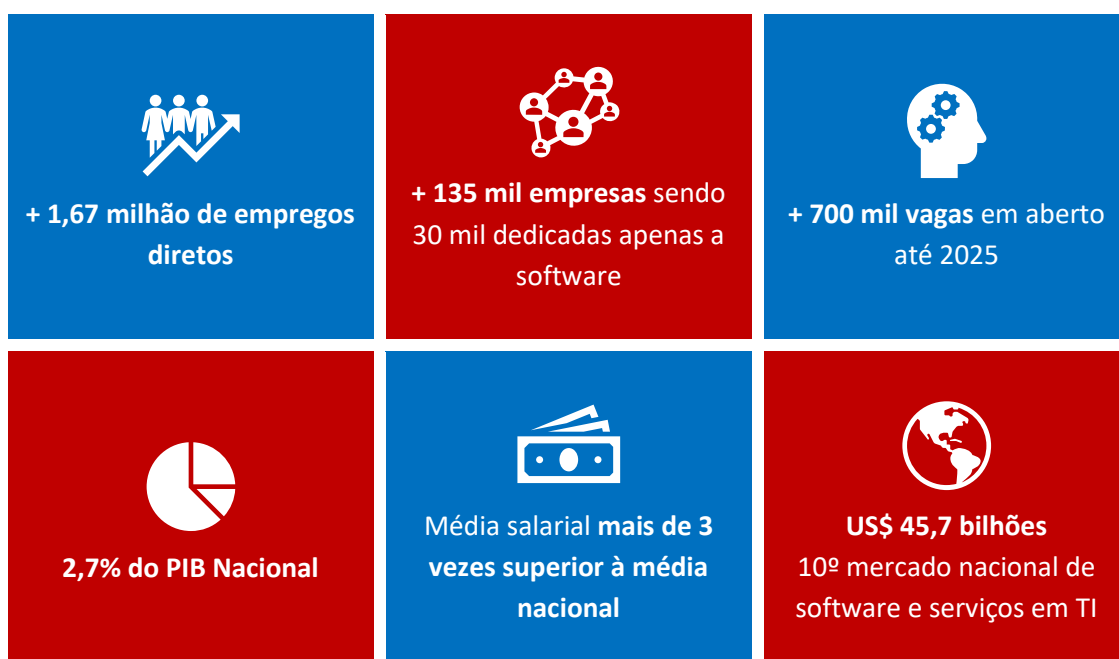 + 1,67 milhão de empregos
diretos
+ 135 mil empresas sendo
30 mil dedicadas apenas a
software
+ 700 mil vagas em aberto
até 2025
2,7% do PIB Nacional
Média salarial mais de 3
vezes superior à média
nacional
US$ 45,7 bilhões
10º mercado nacional de
software e serviços em TI